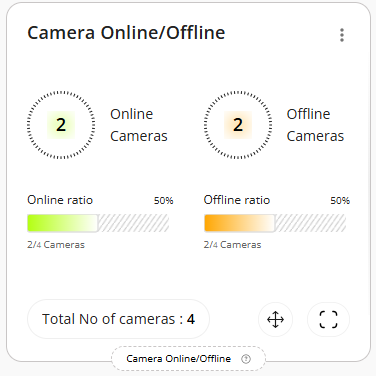 Camera Online/Offline
2
Online
Cameras
2
Offline
Cameras
Online ratio 50%
2/4 Cameras
Offline ratio 50%
2/4 Cameras
Total No of cameras : 4
Camera Online/Offline ?